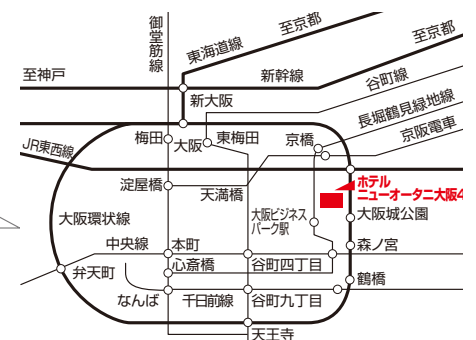 御堂筋線
東海道線
至京都
至京都
至神戸
新幹線
谷町線
新大阪
長堀鶴見緑地線
京阪電車
梅田
大阪
東梅田
京橋
JR東西線
淀屋橋
天満橋
ホテル
ニューオータニ大阪4
大阪環状線
大阪ビジネス
パーク駅
大阪城公園
中央線
本町
森ノ宮
心斎橋
谷町四丁目
弁天町
鶴橋
なんば
千日前線
谷町九丁目
天王寺